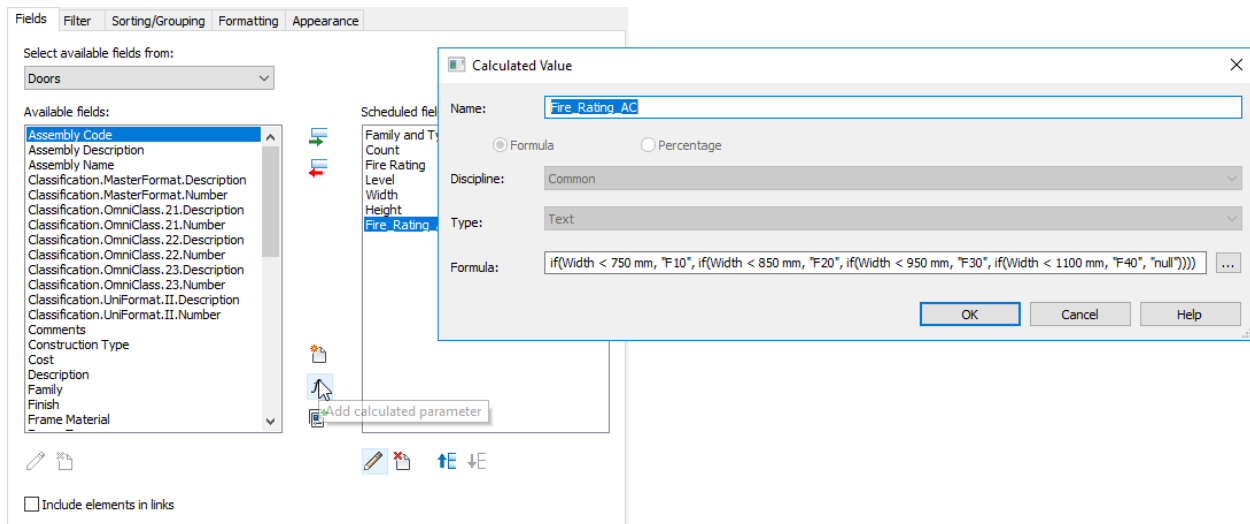 Fields Filter Sorting/Grouping Formatting Appearance
Select available fields from:
Doors
Available fields:
Assembly Code
Assembly Description
Assembly Name
Classification.MasterFormat.Description
Classification.MasterFormat.Number
Classification.OmniClass.21.Description
Classification.OmniClass.21.Number
Classification.OmniClass.22.Description
Classification.OmniClass.22.Number
Classification.OmniClass.23.Description
Classification.OmniClass.23.Number
Classification.UniFormat.II.Description
Classification.UniFormat.II.Number
Comments
Construction Type
Cost
Description
Family
Finish
Frame Material
Add calculated parameter
Include elements in links
Scheduled fiel
Family and Ty
Count
Fire Rating
Level
Width
Height
Fire_Rating_
Calculated Value
Name: Fire_Rating_AC
Formula Percentage
Discipline: Common
Type: Text
Formula: if(Width < 750 mm, "F10", if(Width < 850 mm, "F20", if(Width < 950 mm, "F30", if(Width < 1100 mm, "F40", "null")))) ...
OK Cancel Help